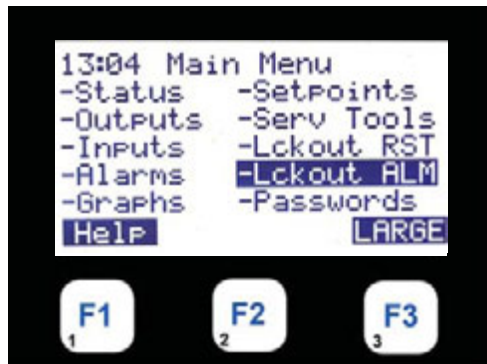 13:04 Main Menu
-Status -Setpoints
-Outputs -Serv Tools
-Inputs -Lckout RST
-Alarms -Lckout ALM
-Graphs -Passwords
Help LARGE
F1 F2 F3
1 2 3